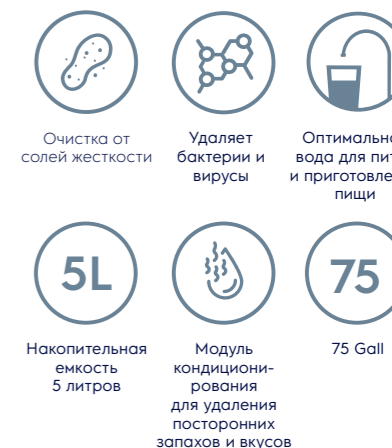 Очистка от
солей жесткости
Удаляет
бактерии и
вирусы
вода для
и
пищи
5L
Накопительная
емкость
5 литров
Модуль
кондициони-
рования
для удаления
посторонних
запахов и вкусов
75
75 Gall